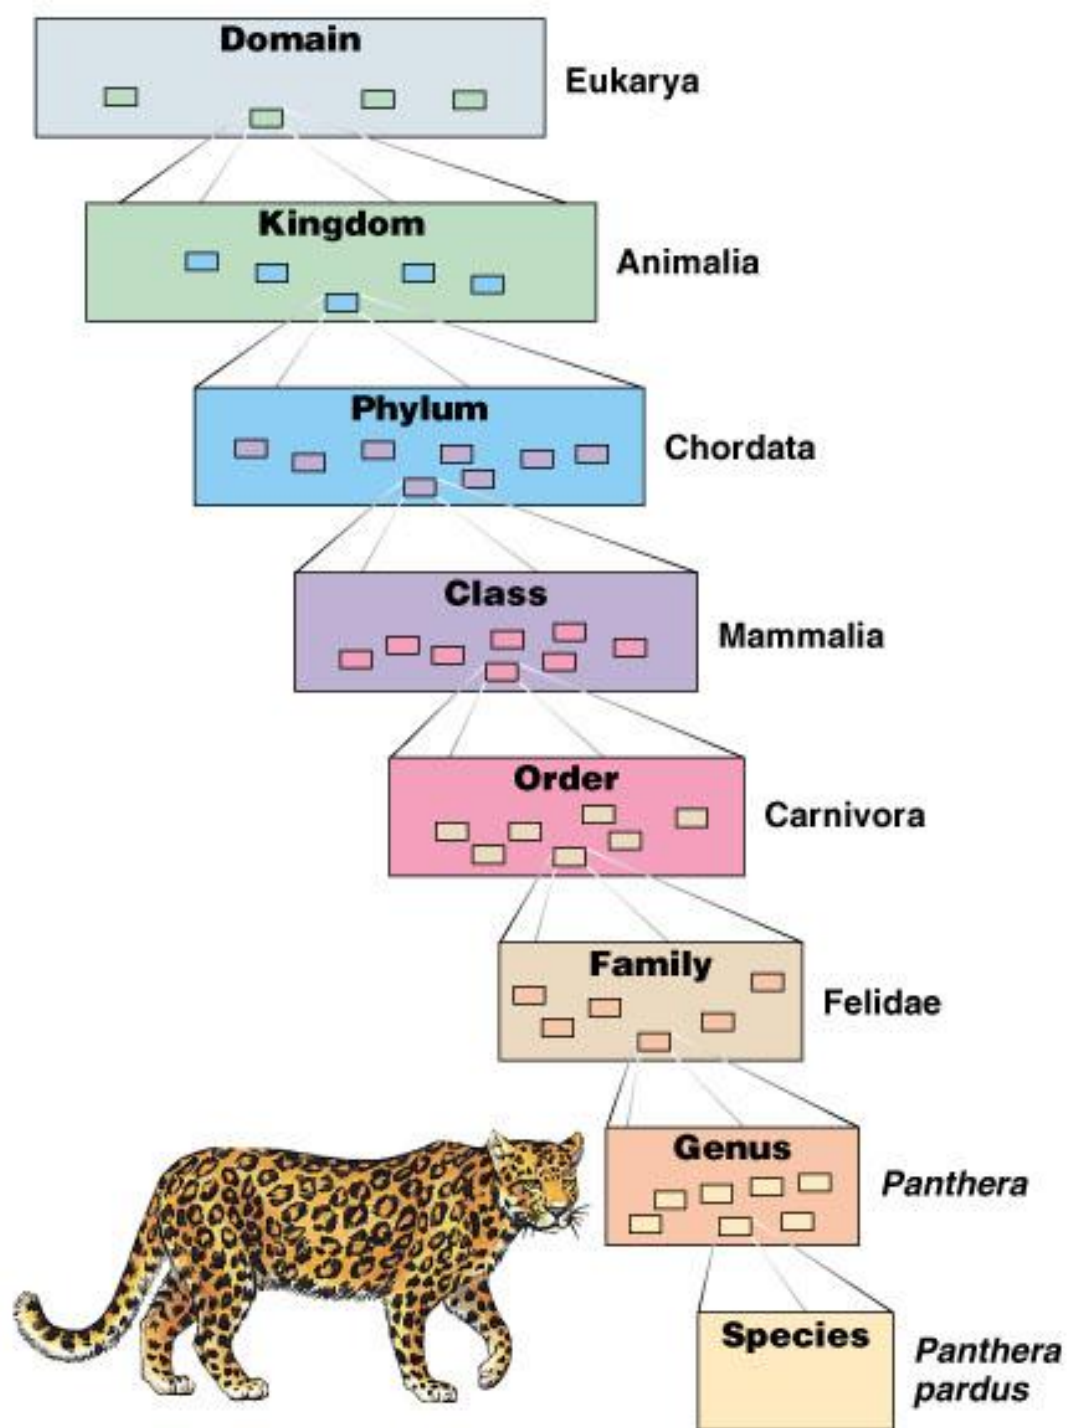 Domain
Eukarya
Kingdom
Animalia
Phylum
Chordata
Class
Mammalia
Order
Carnivora
Family
Felidae
Genus
Panthera
Species
Panthera
pardus